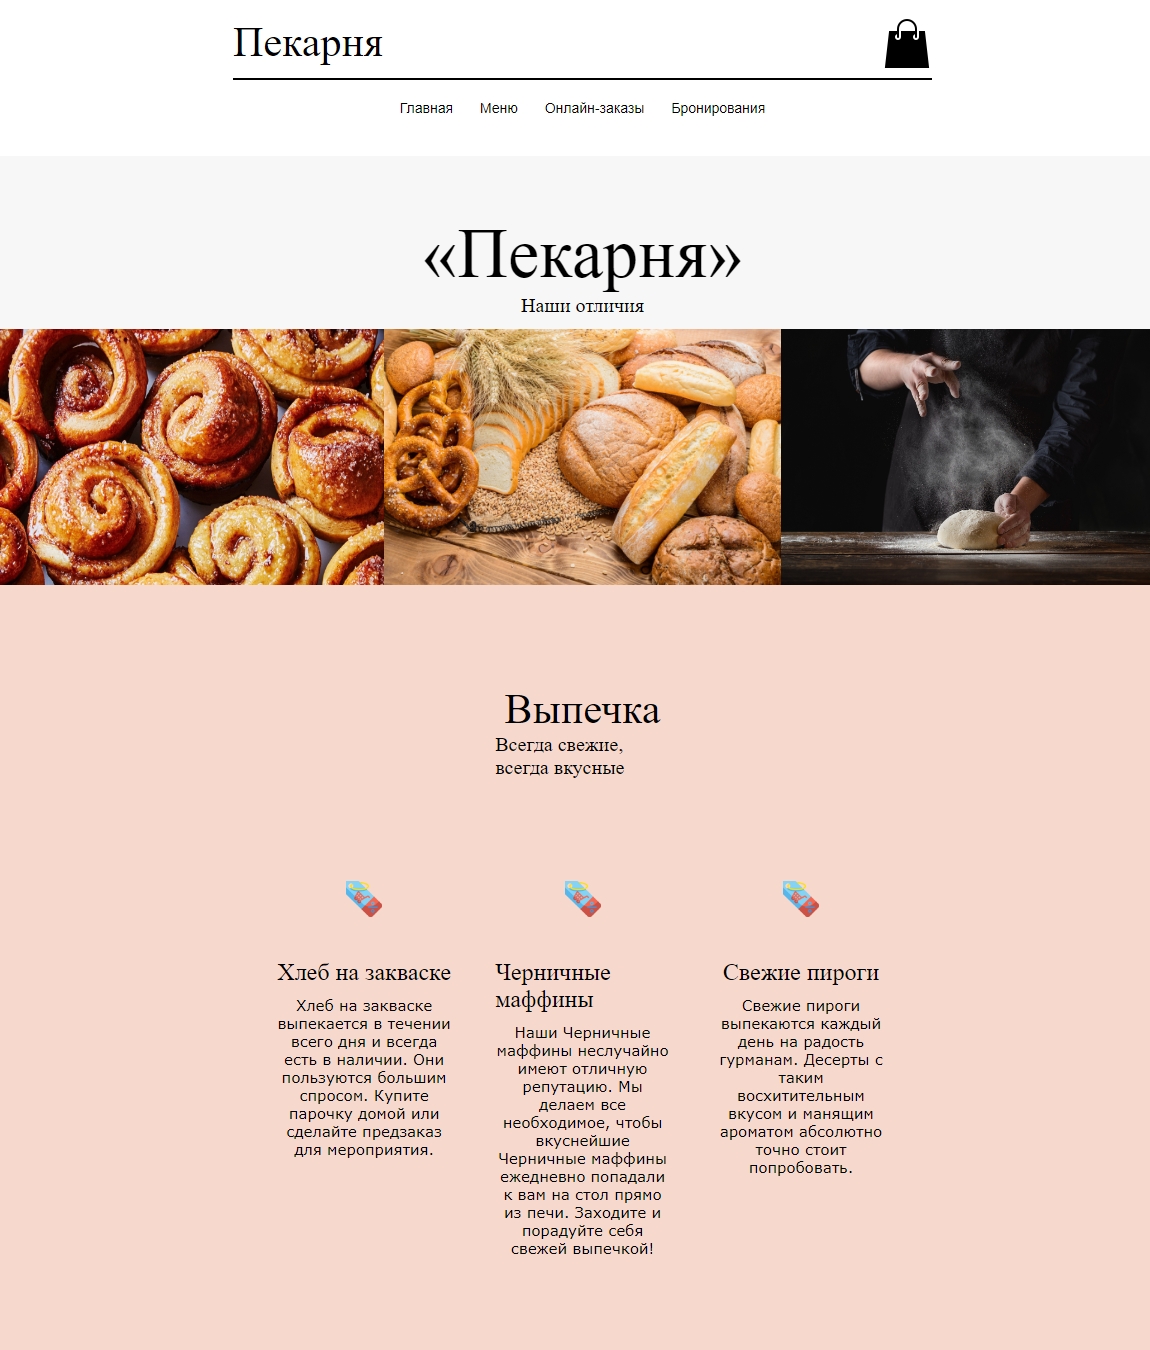 Пекарня
Главная Меню Онлайн-заказы Бронирования
«Пекарня»
Наши отличия
Выпечка
Всегда свежие,
всегда вкусные
Хлеб на закваске
Хлеб на закваске
выпекается в течении
всего дня и всегда
есть в наличии. Они
пользуются большим
спросом. Купите
парочку домой или
сделайте предзаказ
для мероприятия.
Черничные
маффины
Наши Черничные
маффины неслучайно
имеют отличную
репутацию. Мы
делаем все
необходимое, чтобы
вкуснейшие
Черничные маффины
ежедневно попадали
к вам на стол прямо
из печи. Заходите и
порадуйте себя
свежей выпечкой!
Свежие пироги
Свежие пироги
выпекаются каждый
день на радость
гурманам. Десерты с
таким
восхитительным
вкусом и манящим
ароматом абсолютно
точно стоит
попробовать.